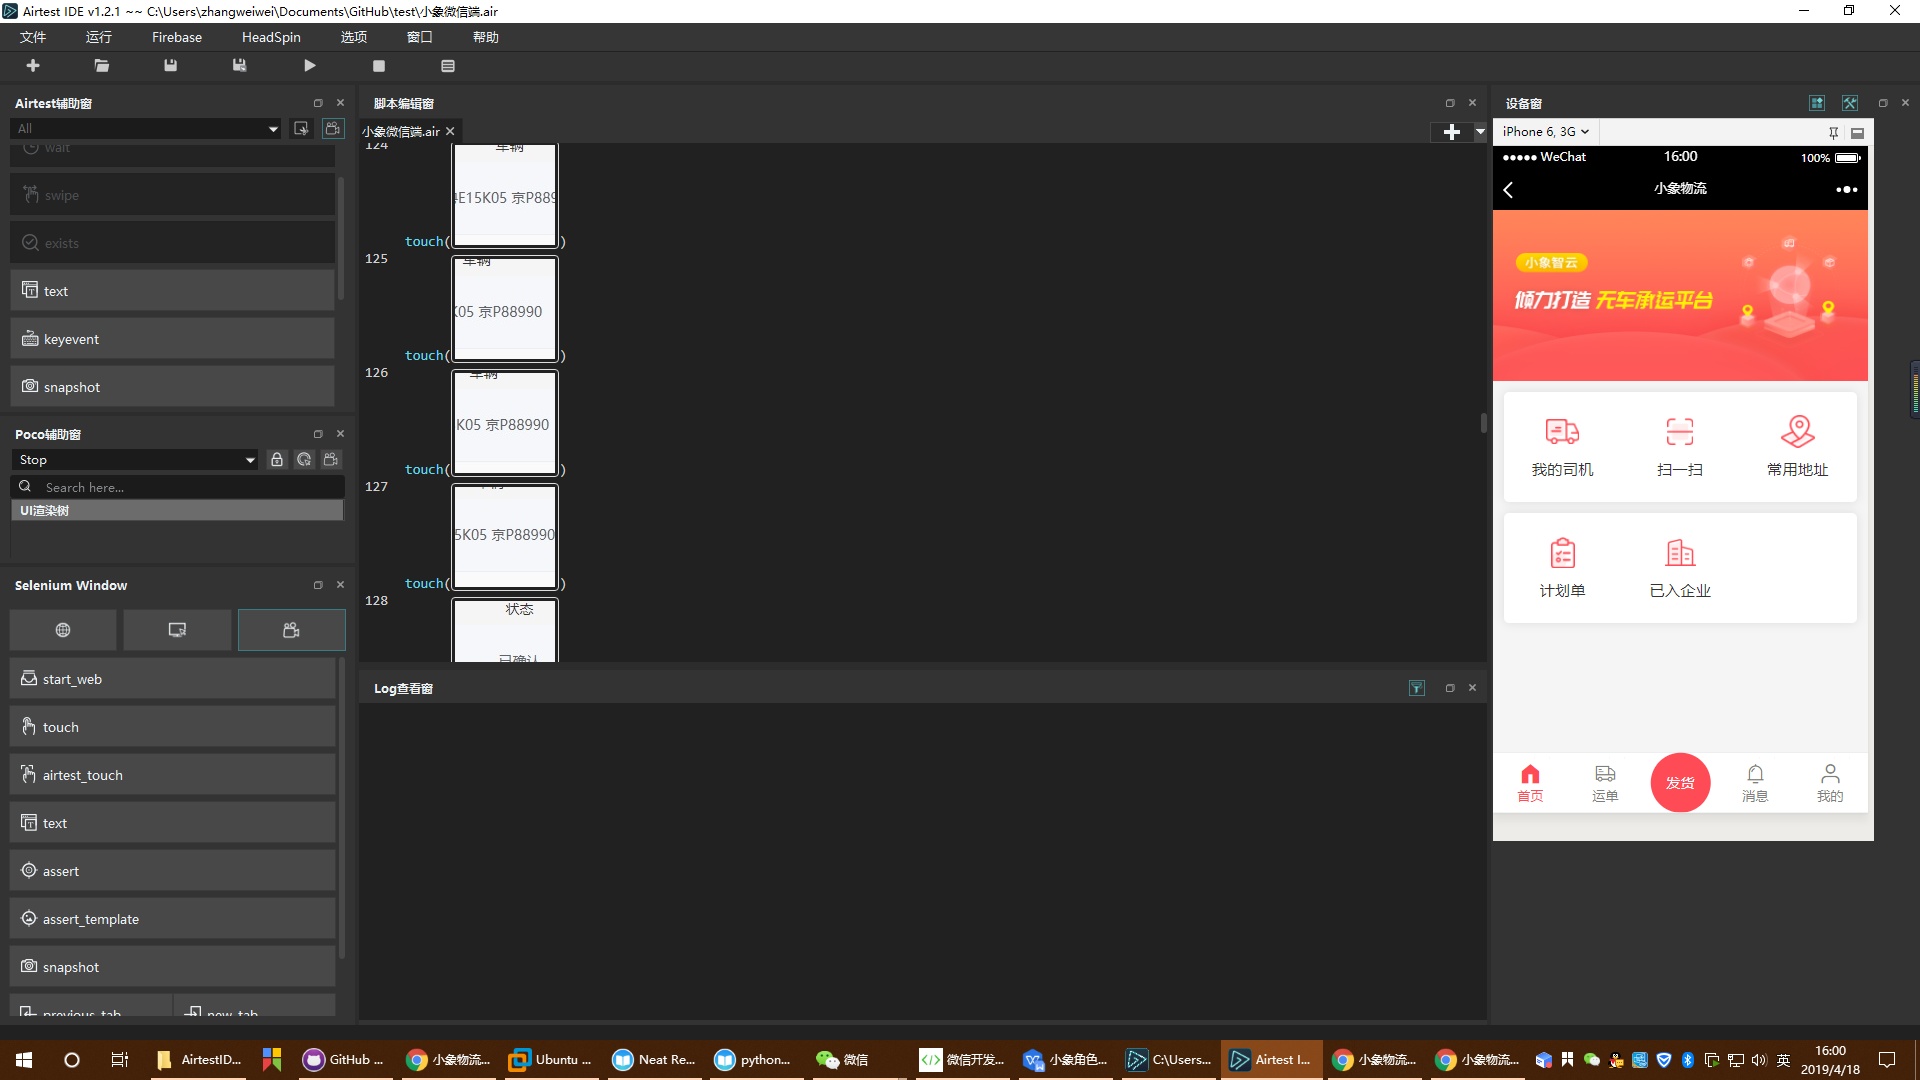 Airtest IDE v1.2.1 ~~ C:\Users\zhangweiwei\Documents\GitHub\test\小象微信端.air
文件 运行 Firebase HeadSpin 选项 窗口 帮助
Airtest辅助窗
All
wait
swipe
exists
text
keyevent
snapshot
Poco辅助窗
Stop
Search here...
UI渲染树
Selenium Window
start_web
touch
airtest_touch
text
assert
assert_template
snapshot
previous_tab new_tab
脚本编辑窗
小象微信端.air
124
车辆
4E15K05 京P889
touch( )
125
车辆
K05 京P88990
touch( )
126
车辆
K05 京P88990
touch( )
127
5K05 京P88990
touch( )
128
状态
已确认
Log查看窗
设备窗
iPhone 6, 3G
WeChat 16:00 100%
小象物流
小象智云
倾力打造 无车承运平台
我的司机 扫一扫 常用地址
计划单 已入企业
首页 运单 发货 消息 我的
AirtestID... GitHub ... 小象物流... Ubuntu ... Neat Re... python... 微信 微信开发... 小象角色... C:\Users... Airtest I... 小象物流... 小象物流... 英 16:00
2019/4/18